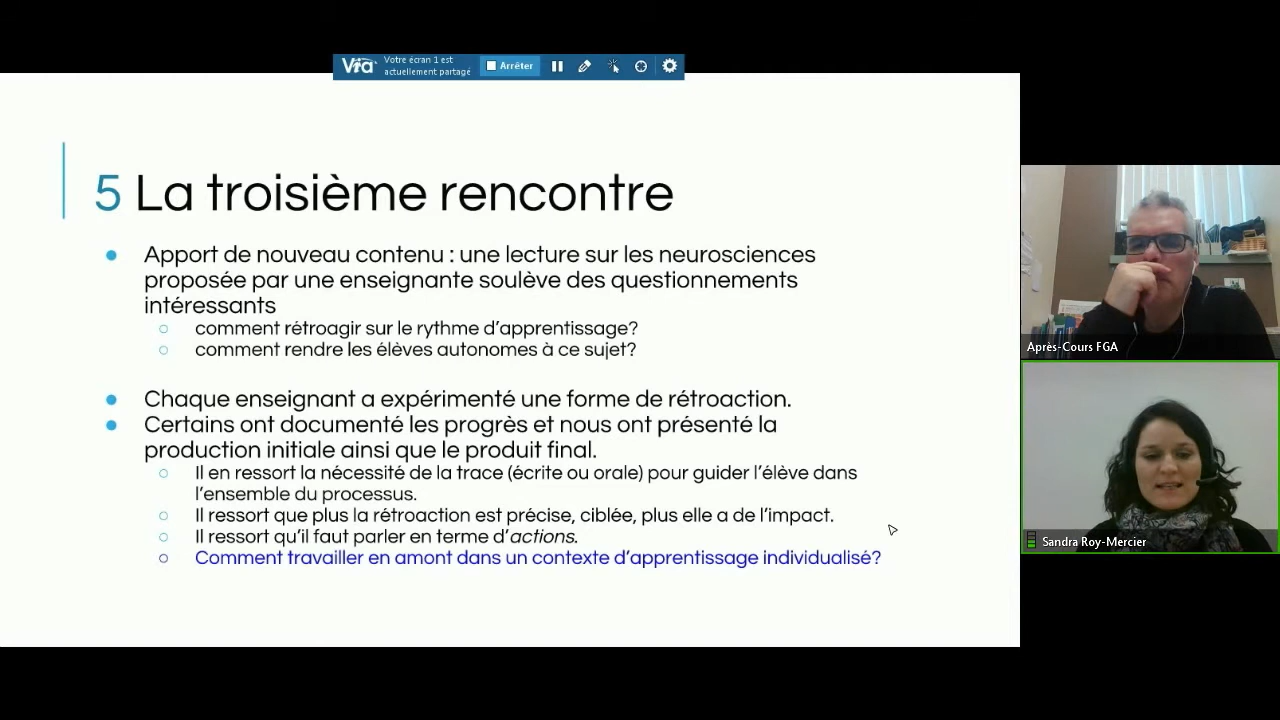 Vra
Votre écran 1 est
actuellement partagé
Arrêter
5 La troisième rencontre
Apport de nouveau contenu : une lecture sur les neurosciences
proposée par une enseignante soulève des questionnements
intéressants
comment rétroagir sur le rythme d'apprentissage?
comment rendre les élèves autonomes à ce sujet?
Chaque enseignant a expérimenté une forme de rétroaction.
Certains ont documenté les progrès et nous ont présenté la
production initiale ainsi que le produit final.
Il en ressort la nécessité de la trace (écrite ou orale) pour guider l'élève dans
l'ensemble du processus.
Il ressort que plus la rétroaction est précise, ciblée, plus elle a de l'impact.
Il ressort qu'il faut parler en terme d'actions.
Comment travailler en amont dans un contexte d'apprentissage individualisé?
Après-Cours FGA
Sandra Roy-Mercier